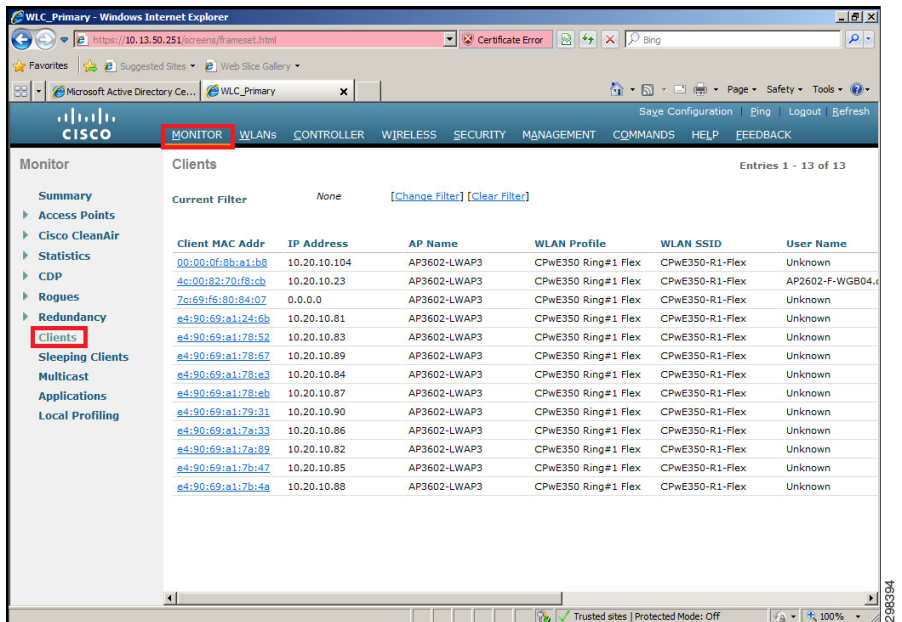 WLC_Primary - Windows Internet Explorer
https://10.13.50.251/screens/frameset.html Certificate Error Bing
Favorites Suggested Sites Web Slice Gallery
Microsoft Active Directory Ce... WLC_Primary x Page Safety Tools
Save Configuration Ping Logout Refresh
CISCO MONITOR WLANs CONTROLLER WIRELESS SECURITY MANAGEMENT COMMANDS HELP FEEDBACK
Monitor
Summary
Access Points
Cisco CleanAir
Statistics
CDP
Rogues
Redundancy
Clients
Sleeping Clients
Multicast
Applications
Local Profiling
Clients Entries 1 - 13 of 13
Current Filter None [Change Filter] [Clear Filter]
Client MAC Addr IP Address AP Name WLAN Profile WLAN SSID User Name
00:00:0f:8b:a1:b8 10.20.10.104 AP3602-LWAP3 CPwE350 Ring#1 Flex CPwE350-R1-Flex Unknown
4c:00:82:70:f8:cb 10.20.10.23 AP3602-LWAP3 CPwE350 Ring#1 Flex CPwE350-R1-Flex AP2602-F-WGB04.
7c:69:f6:80:84:07 0.0.0.0 AP3602-LWAP3 CPwE350 Ring#1 Flex CPwE350-R1-Flex Unknown
e4:90:69:a1:24:6b 10.20.10.81 AP3602-LWAP3 CPwE350 Ring#1 Flex CPwE350-R1-Flex Unknown
e4:90:69:a1:78:52 10.20.10.83 AP3602-LWAP3 CPwE350 Ring#1 Flex CPwE350-R1-Flex Unknown
e4:90:69:a1:78:67 10.20.10.89 AP3602-LWAP3 CPwE350 Ring#1 Flex CPwE350-R1-Flex Unknown
e4:90:69:a1:78:e3 10.20.10.84 AP3602-LWAP3 CPwE350 Ring#1 Flex CPwE350-R1-Flex Unknown
e4:90:69:a1:78:eb 10.20.10.87 AP3602-LWAP3 CPwE350 Ring#1 Flex CPwE350-R1-Flex Unknown
e4:90:69:a1:79:31 10.20.10.90 AP3602-LWAP3 CPwE350 Ring#1 Flex CPwE350-R1-Flex Unknown
e4:90:69:a1:7a:33 10.20.10.86 AP3602-LWAP3 CPwE350 Ring#1 Flex CPwE350-R1-Flex Unknown
e4:90:69:a1:7a:89 10.20.10.82 AP3602-LWAP3 CPwE350 Ring#1 Flex CPwE350-R1-Flex Unknown
e4:90:69:a1:7b:47 10.20.10.85 AP3602-LWAP3 CPwE350 Ring#1 Flex CPwE350-R1-Flex Unknown
e4:90:69:a1:7b:4a 10.20.10.88 AP3602-LWAP3 CPwE350 Ring#1 Flex CPwE350-R1-Flex Unknown
Trusted sites | Protected Mode: Off 100%
298394